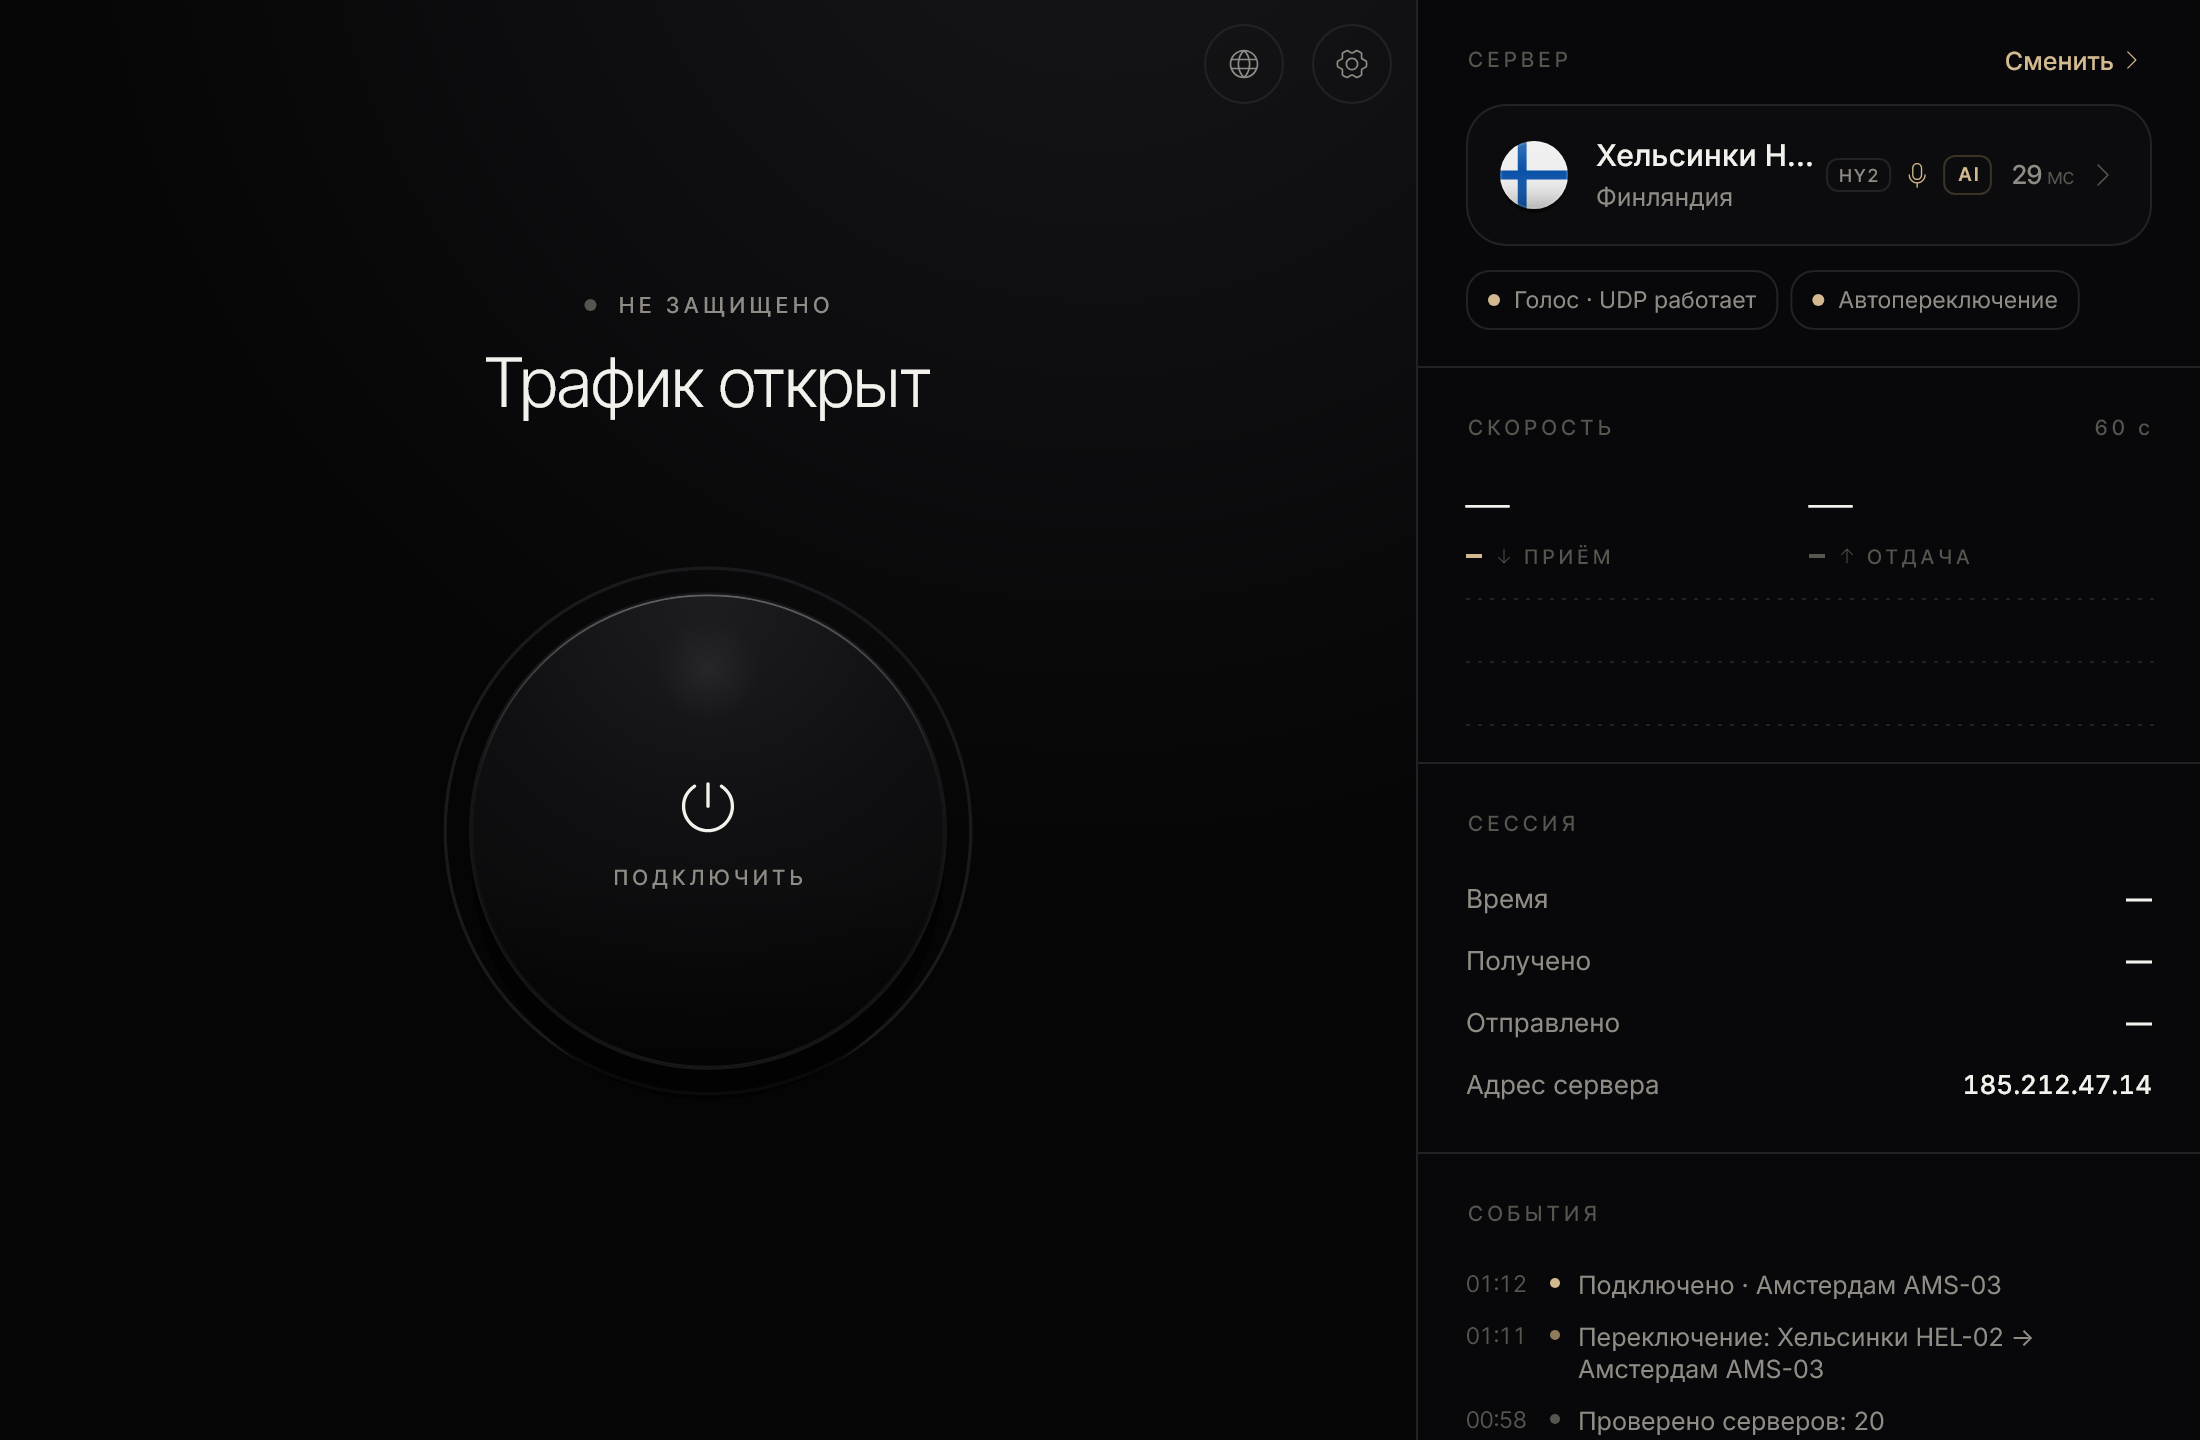 НЕ ЗАЩИЩЕНО
Трафик открыт
ПОДКЛЮЧИТЬ
СЕРВЕР
Сменить
Хельсинки H...
Финляндия
HY2
AI
29 мс
Голос · UDP работает
Автопереключение
СКОРОСТЬ
60 с
—
—
↓ ПРИЁМ
↑ ОТДАЧА
СЕССИЯ
Время —
Получено —
Отправлено —
Адрес сервера 185.212.47.14
СОБЫТИЯ
01:12 Подключено · Амстердам AMS-03
01:11 Переключение: Хельсинки HEL-02 →
Амстердам AMS-03
00:58 Проверено серверов: 20